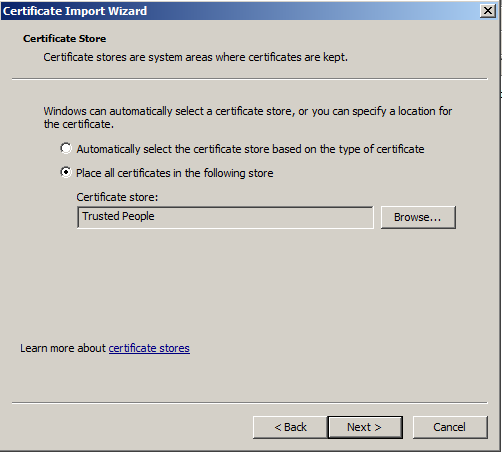 Certificate Import Wizard
Certificate Store
Certificate stores are system areas where certificates are kept.
Windows can automatically select a certificate store, or you can specify a location for
the certificate.
Automatically select the certificate store based on the type of certificate
Place all certificates in the following store
Certificate store:
Trusted People
Browse...
Learn more about certificate stores
< Back
Next >
Cancel